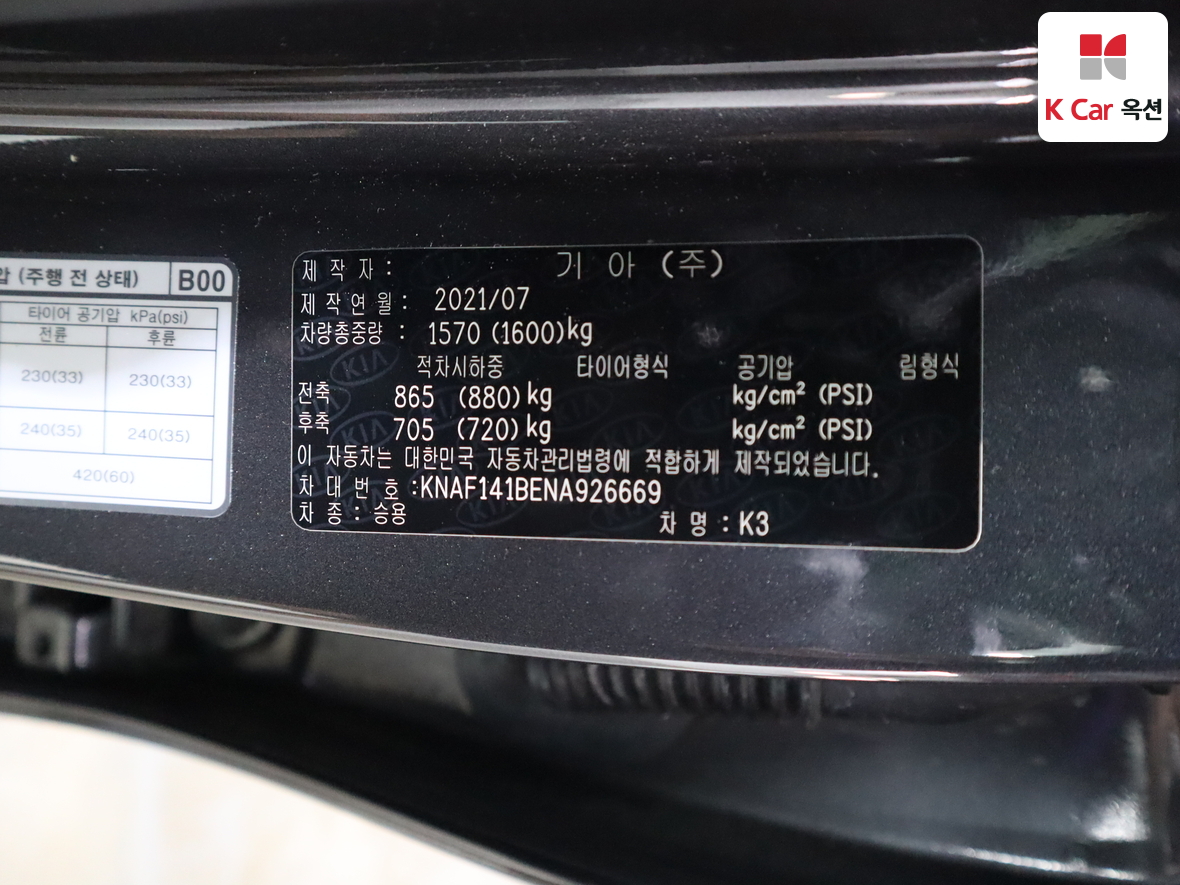 K Car 옥션
압 (주행 전 상태) B00
타이어 공기압 kPa(psi)
전륜 후륜
230(33) 230(33)
240(35) 240(35)
420(60)
제 작 자 : 기 아 (주)
제 작 연 월 : 2021/07
차량총중량 : 1570 (1600)kg
적차시하중 타이어형식 공기압 림형식
전축 865 (880) kg kg/cm² (PSI)
후축 705 (720) kg kg/cm² (PSI)
이 자동차는 대한민국 자동차관리법령에 적합하게 제작되었습니다.
차 대 번 호 :KNAF141BENA926669
차 종 : 승용 차 명 : K3